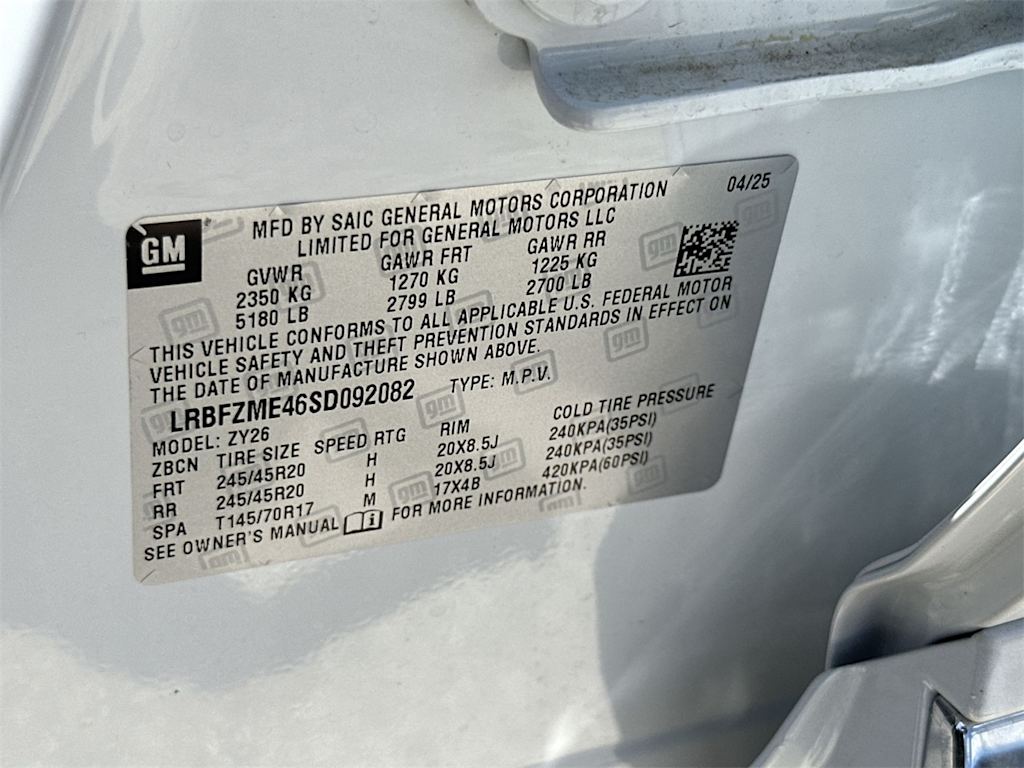 GM
MFD BY SAIC GENERAL MOTORS CORPORATION 04/25
LIMITED FOR GENERAL MOTORS LLC
GVWR GAWR FRT GAWR RR
2350 KG 1270 KG 1225 KG
5180 LB 2799 LB 2700 LB
THIS VEHICLE CONFORMS TO ALL APPLICABLE U.S. FEDERAL MOTOR
VEHICLE SAFETY AND THEFT PREVENTION STANDARDS IN EFFECT ON
THE DATE OF MANUFACTURE SHOWN ABOVE.
LRBFZME46SD092082 TYPE: M.P.V.
MODEL: ZY26
ZBCN TIRE SIZE SPEED RTG RIM COLD TIRE PRESSURE
FRT 245/45R20 H 20X8.5J 240KPA(35PSI)
RR 245/45R20 H 20X8.5J 240KPA(35PSI)
SPA T145/70R17 M 17X4B 420KPA(60PSI)
SEE OWNER'S MANUAL FOR MORE INFORMATION.